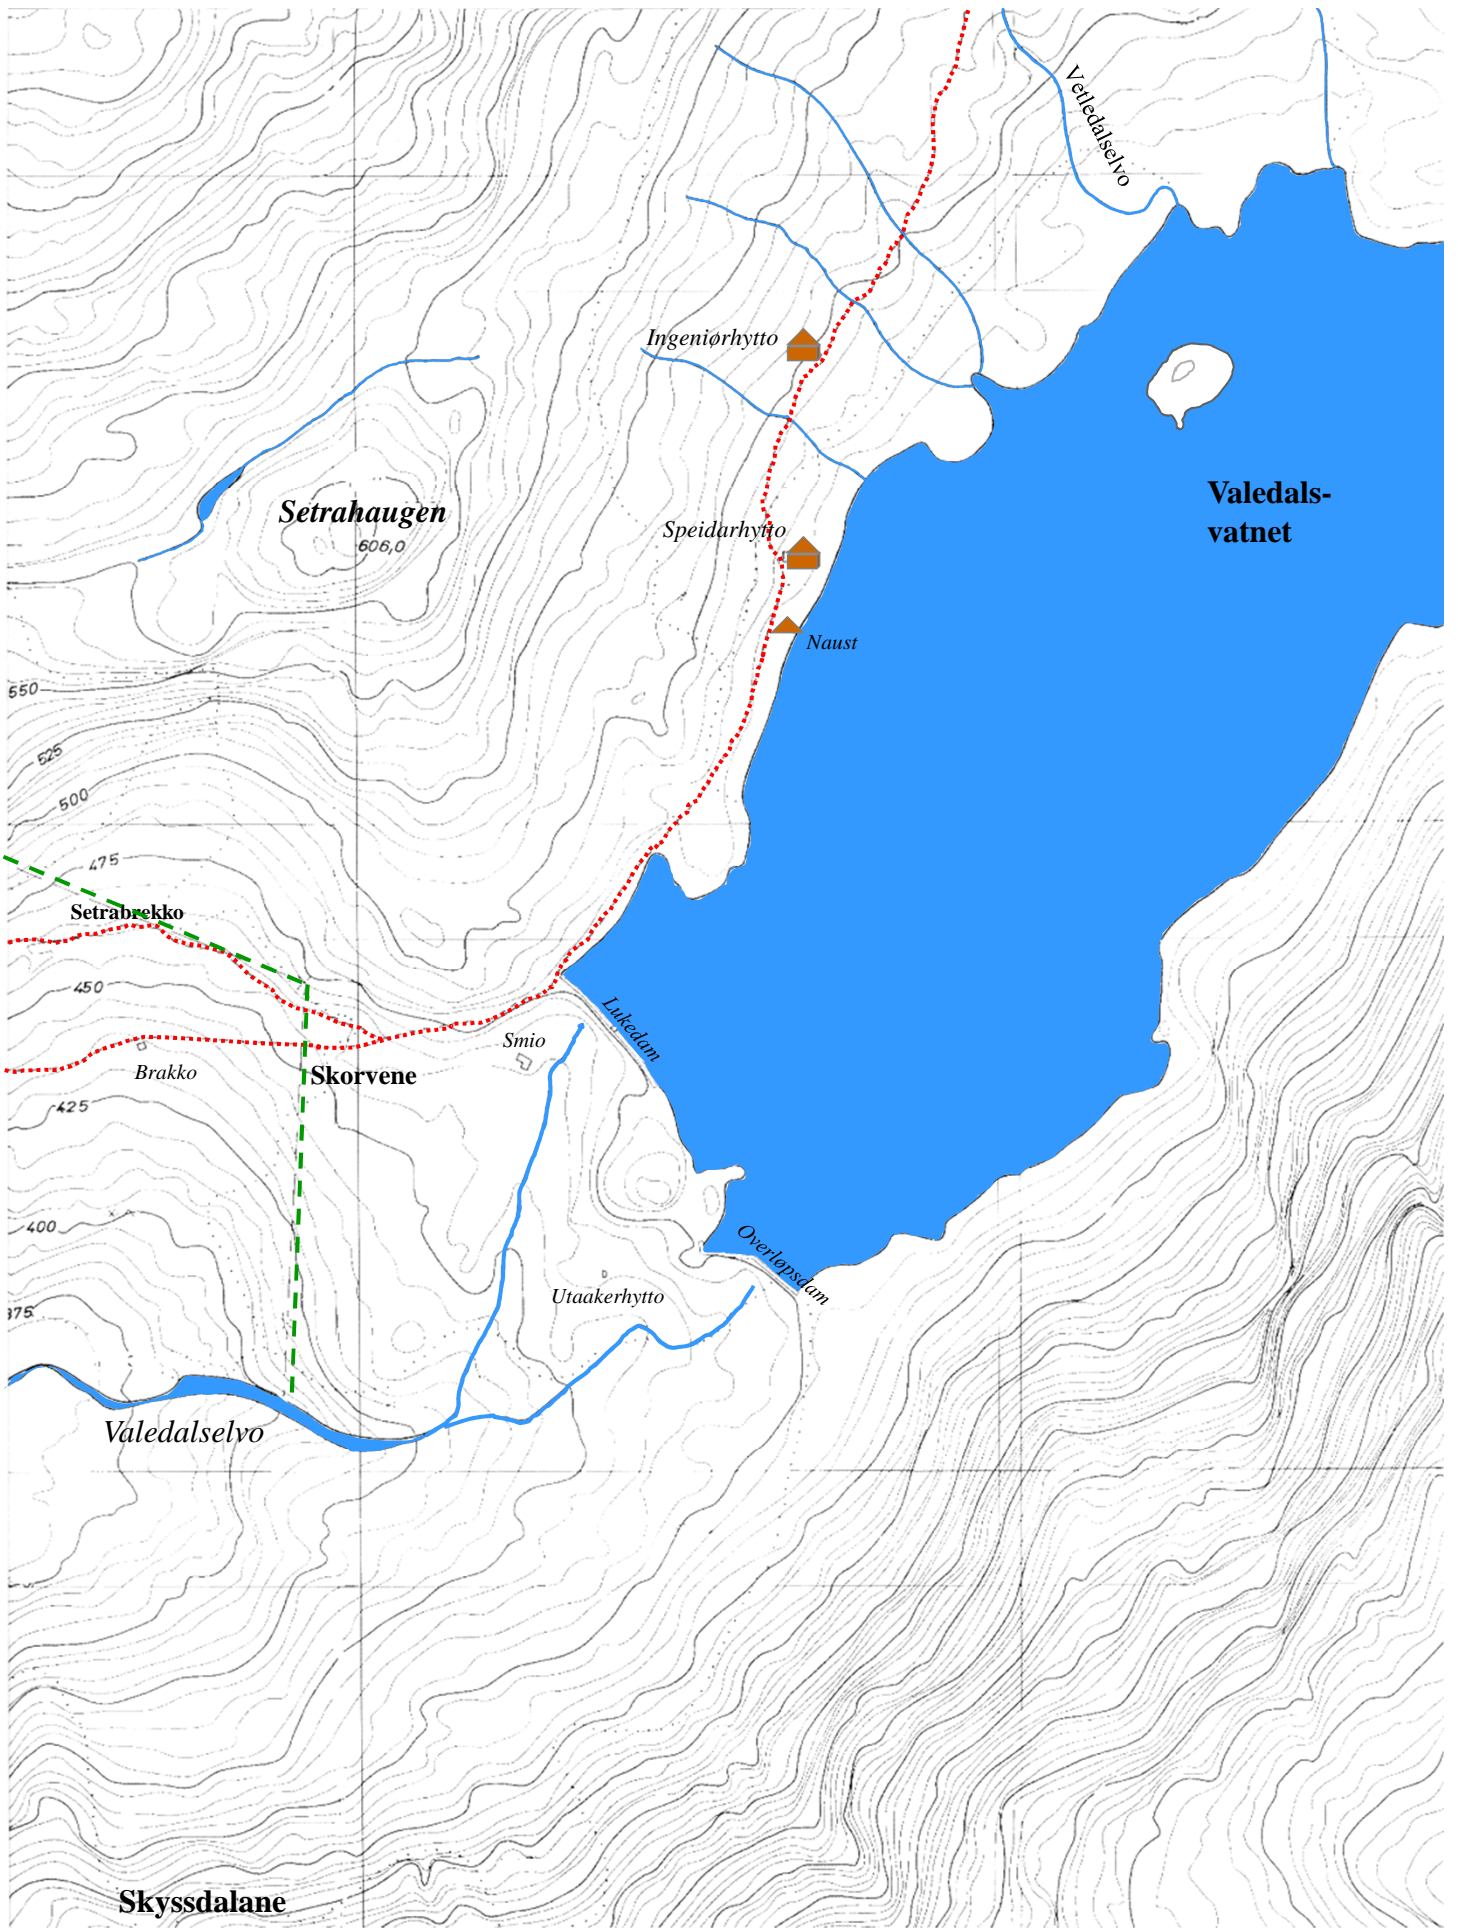 Vetledalselvo
Ingeniørhytto
Setrahaugen
606,0
Valedals-
vatnet
Speidarhytto
Naust
550
525
500
475
Setrabrekko
450
Lukedam
Smio
Brakko
Skorvene
425
400
Overløpsdam
Utaakerhytto
375
Valedalselvo
Skyssdalane